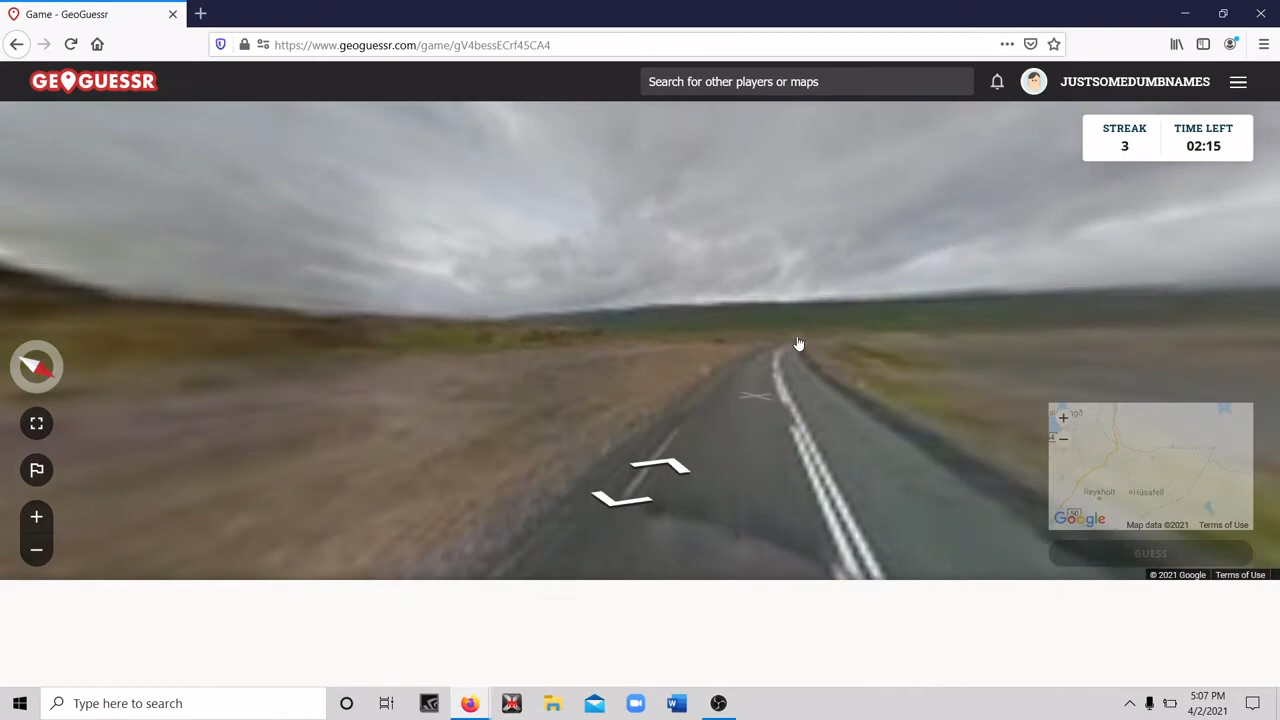 Game - GeoGuessr
https://www.geoguessr.com/game/gV4bessECrf45CA4
GEOGUESSR
Search for other players or maps
JUSTSOMEDUMBNAMES
STREAK
TIME LEFT
3
02:15
Reykholt
Húsafell
50
Google
Map data ©2021
Terms of Use
GUESS
© 2021 Google
Terms of Use
Type here to search
5:07 PM
4/2/2021